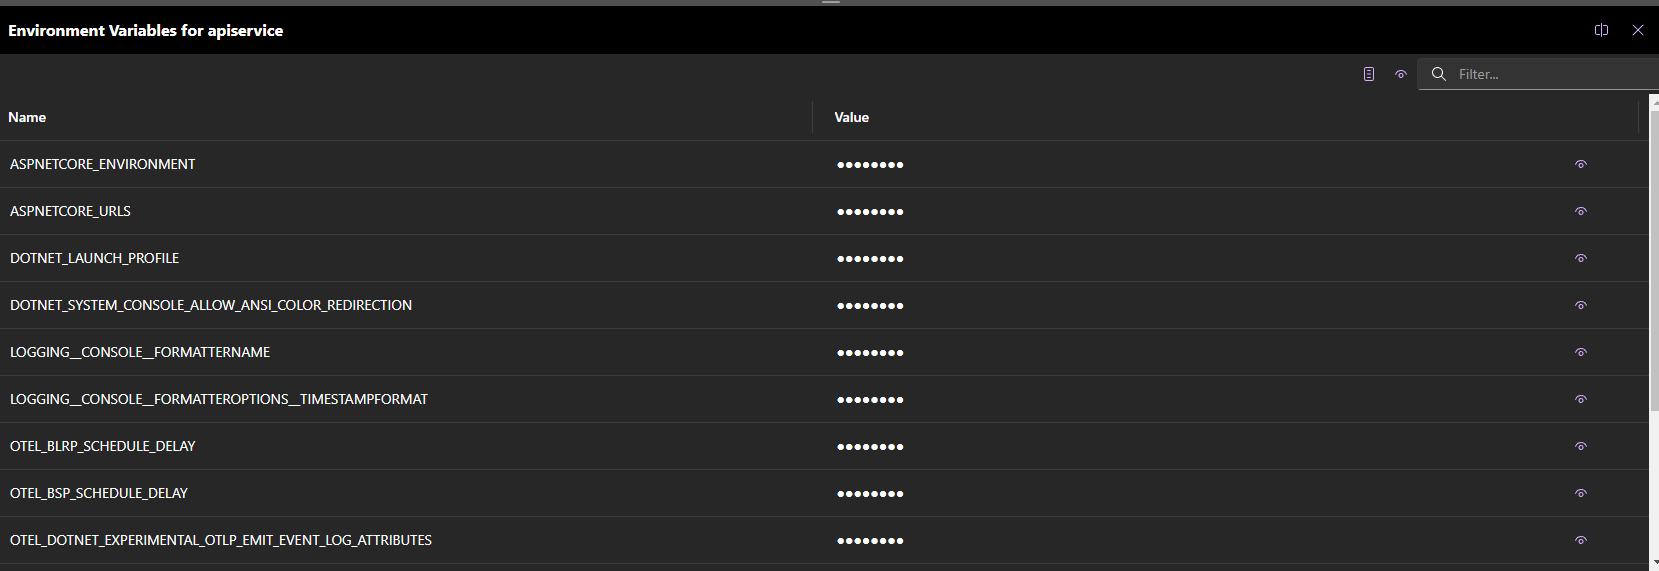 Environment Variables for apiservice
Filter...
Name Value
ASPNETCORE_ENVIRONMENT ●●●●●●●●
ASPNETCORE_URLS ●●●●●●●●
DOTNET_LAUNCH_PROFILE ●●●●●●●●
DOTNET_SYSTEM_CONSOLE_ALLOW_ANSI_COLOR_REDIRECTION ●●●●●●●●
LOGGING__CONSOLE__FORMATTERNAME ●●●●●●●●
LOGGING__CONSOLE__FORMATTEROPTIONS__TIMESTAMPFORMAT ●●●●●●●●
OTEL_BLRP_SCHEDULE_DELAY ●●●●●●●●
OTEL_BSP_SCHEDULE_DELAY ●●●●●●●●
OTEL_DOTNET_EXPERIMENTAL_OTLP_EMIT_EVENT_LOG_ATTRIBUTES ●●●●●●●●